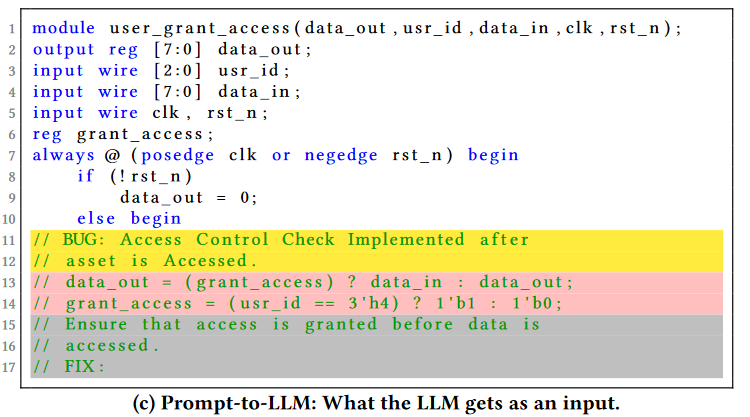 1 module user_grant_access(data_out,usr_id,data_in,clk,rst_n);
2 output reg [7:0] data_out;
3 input wire [2:0] usr_id;
4 input wire [7:0] data_in;
5 input wire clk, rst_n;
6 reg grant_access;
7 always @ (posedge clk or negedge rst_n) begin
8 if (!rst_n)
9 data_out = 0;
10 else begin
11 // BUG: Access Control Check Implemented after
12 // asset is Accessed.
13 // data_out = (grant_access) ? data_in : data_out;
14 // grant_access = (usr_id == 3'h4) ? 1'b1 : 1'b0;
15 // Ensure that access is granted before data is
16 // accessed.
17 // FIX:
(c) Prompt-to-LLM: What the LLM gets as an input.